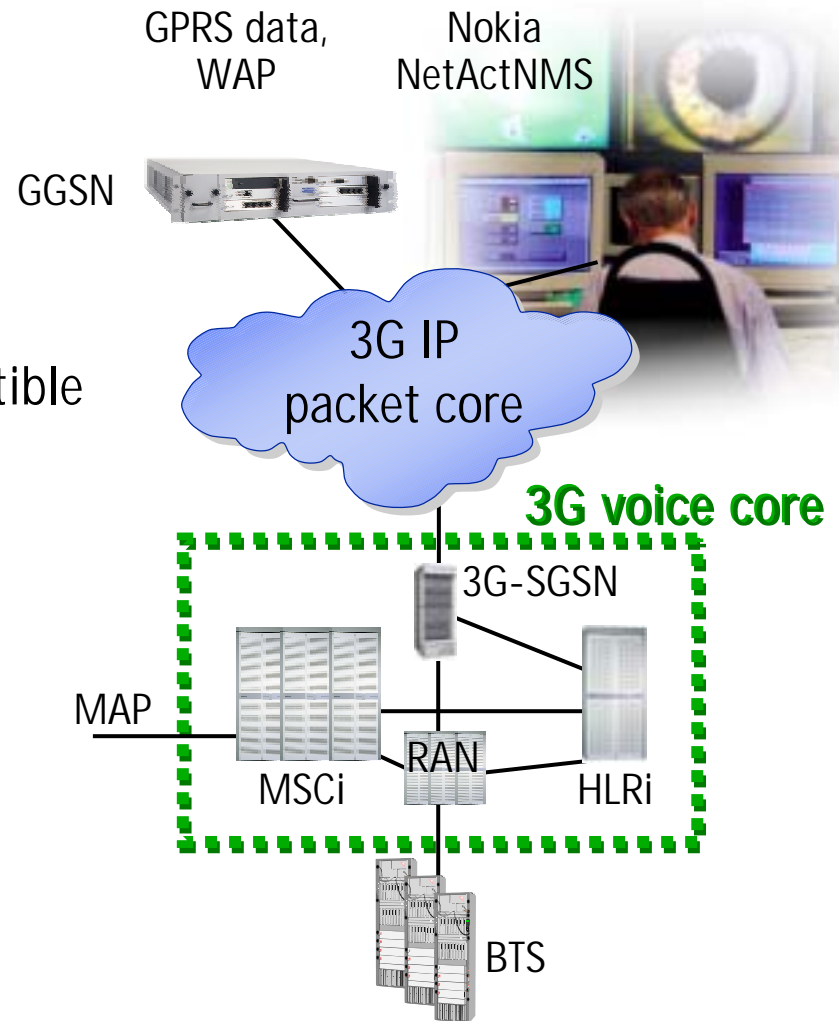 GPRS data,
WAP
Nokia
NetActNMS
GGSN
3G IP
packet core
tible
3G voice core
3G-SGSN
MAP
RAN
MSCi
HLRi
BTS